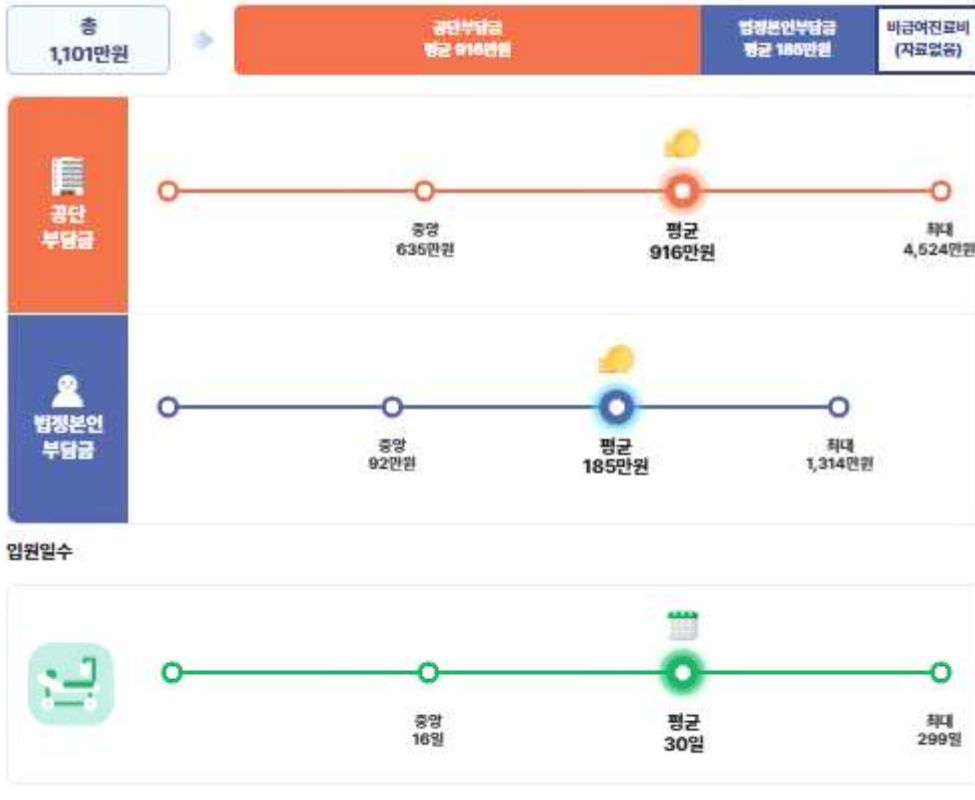 총
1,101만원
공단부담금
평균 916만원
법정본인부담금
평균 185만원
비급여진료비
(자료없음)
공단
부담금
중앙
635만원
평균
916만원
최대
4,524만원
법정본인
부담금
중앙
92만원
평균
185만원
최대
1,314만원
입원일수
중앙
16일
평균
30일
최대
299일